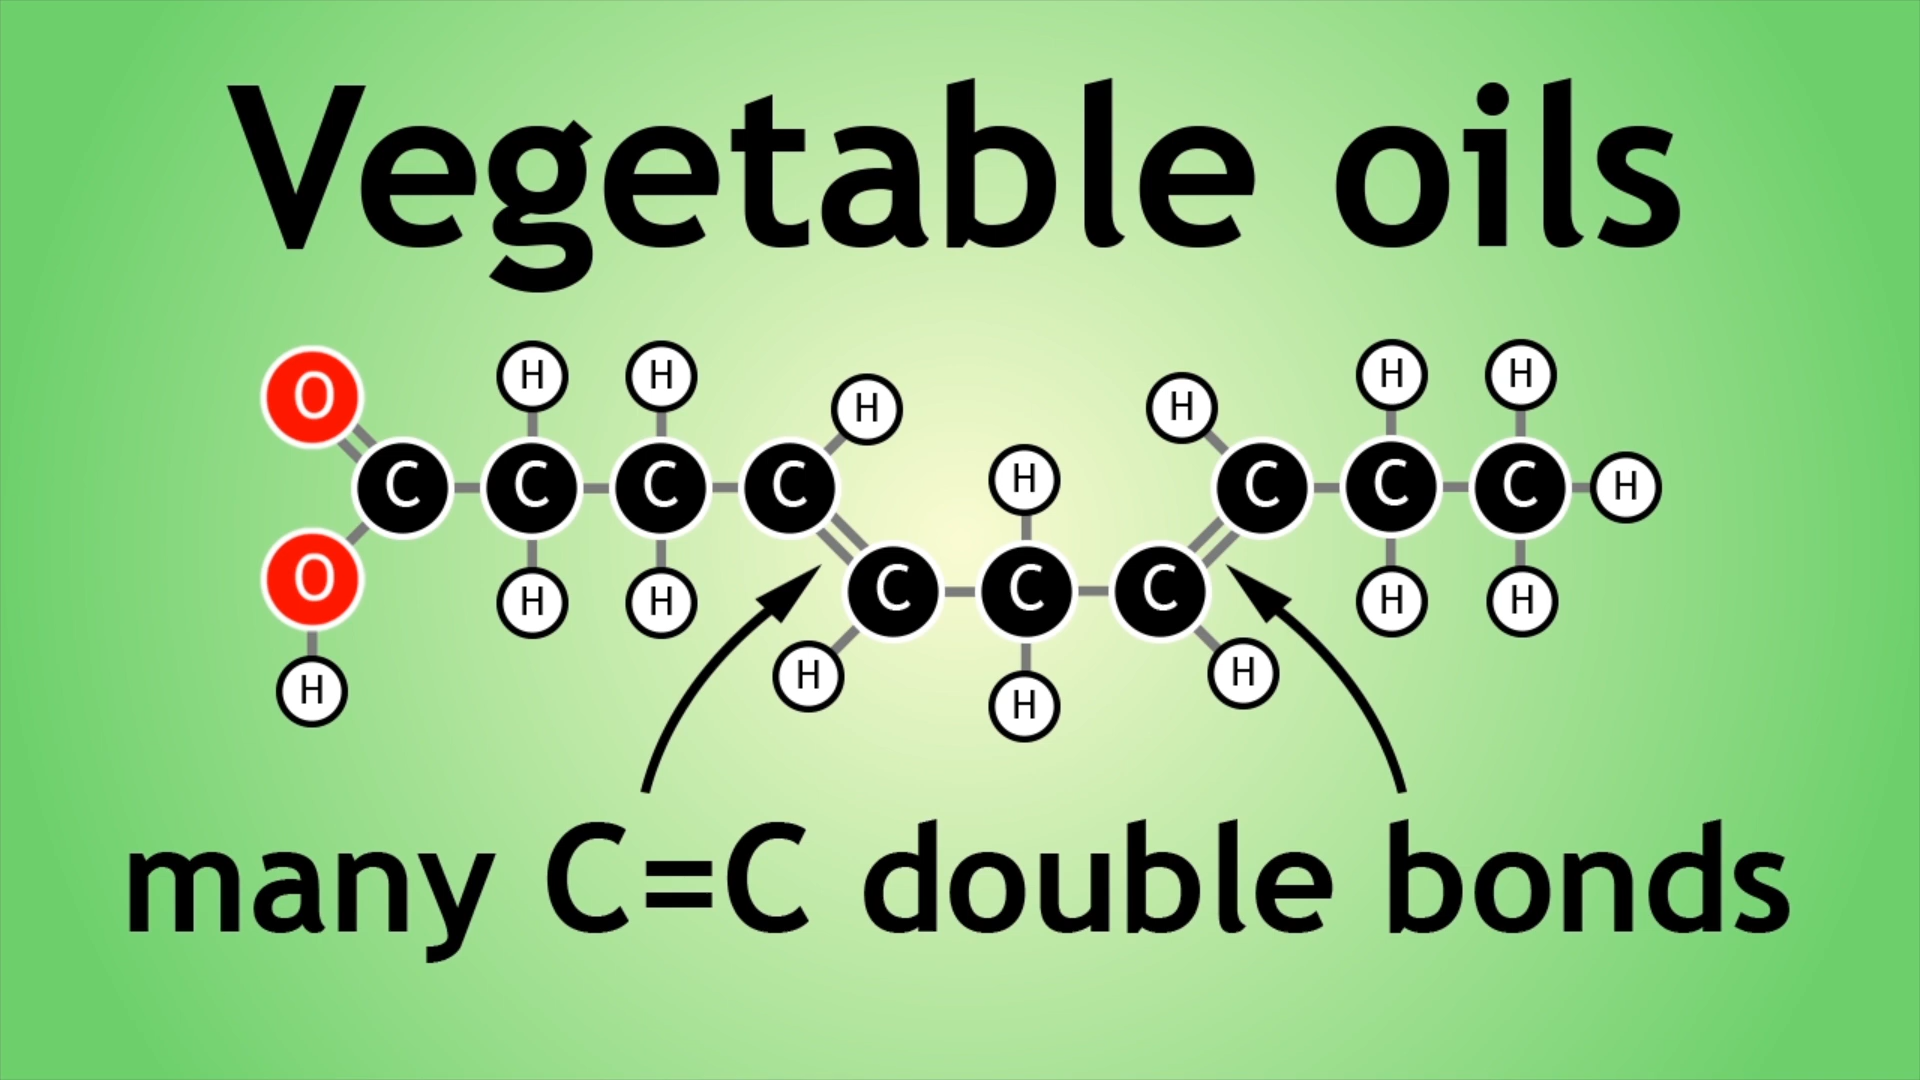 Vegetable oils
H H H H H H
O H
C C C C C C C H
O C C C
H H H H
H H H H
many C=C double bonds